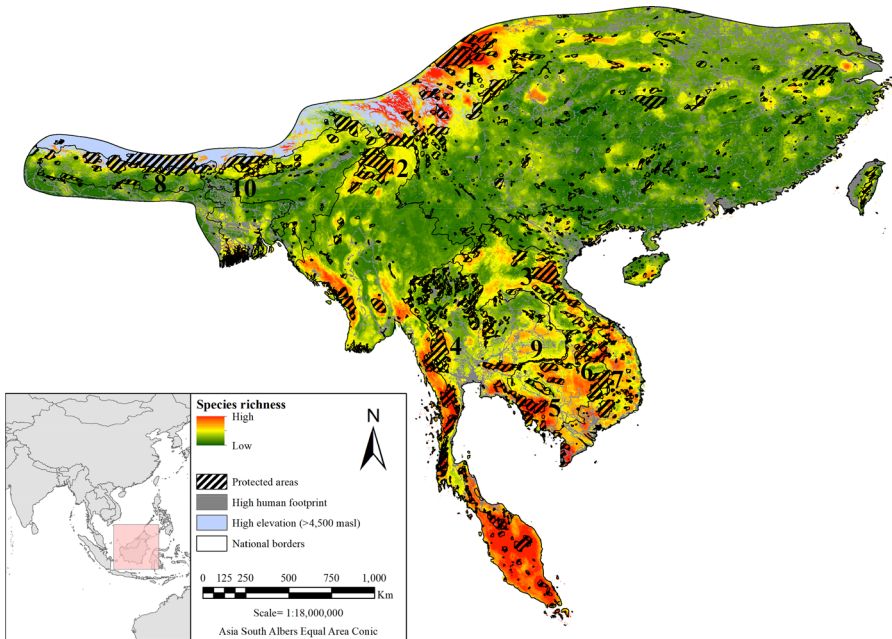 1
2
8
10
3
4
9
6
7
5
Species richness
High
Low
N
Protected areas
High human footprint
High elevation (>4,500 masl)
National borders
0 125 250 500 750 1,000
Km
Scale= 1:18,000,000
Asia South Albers Equal Area Conic